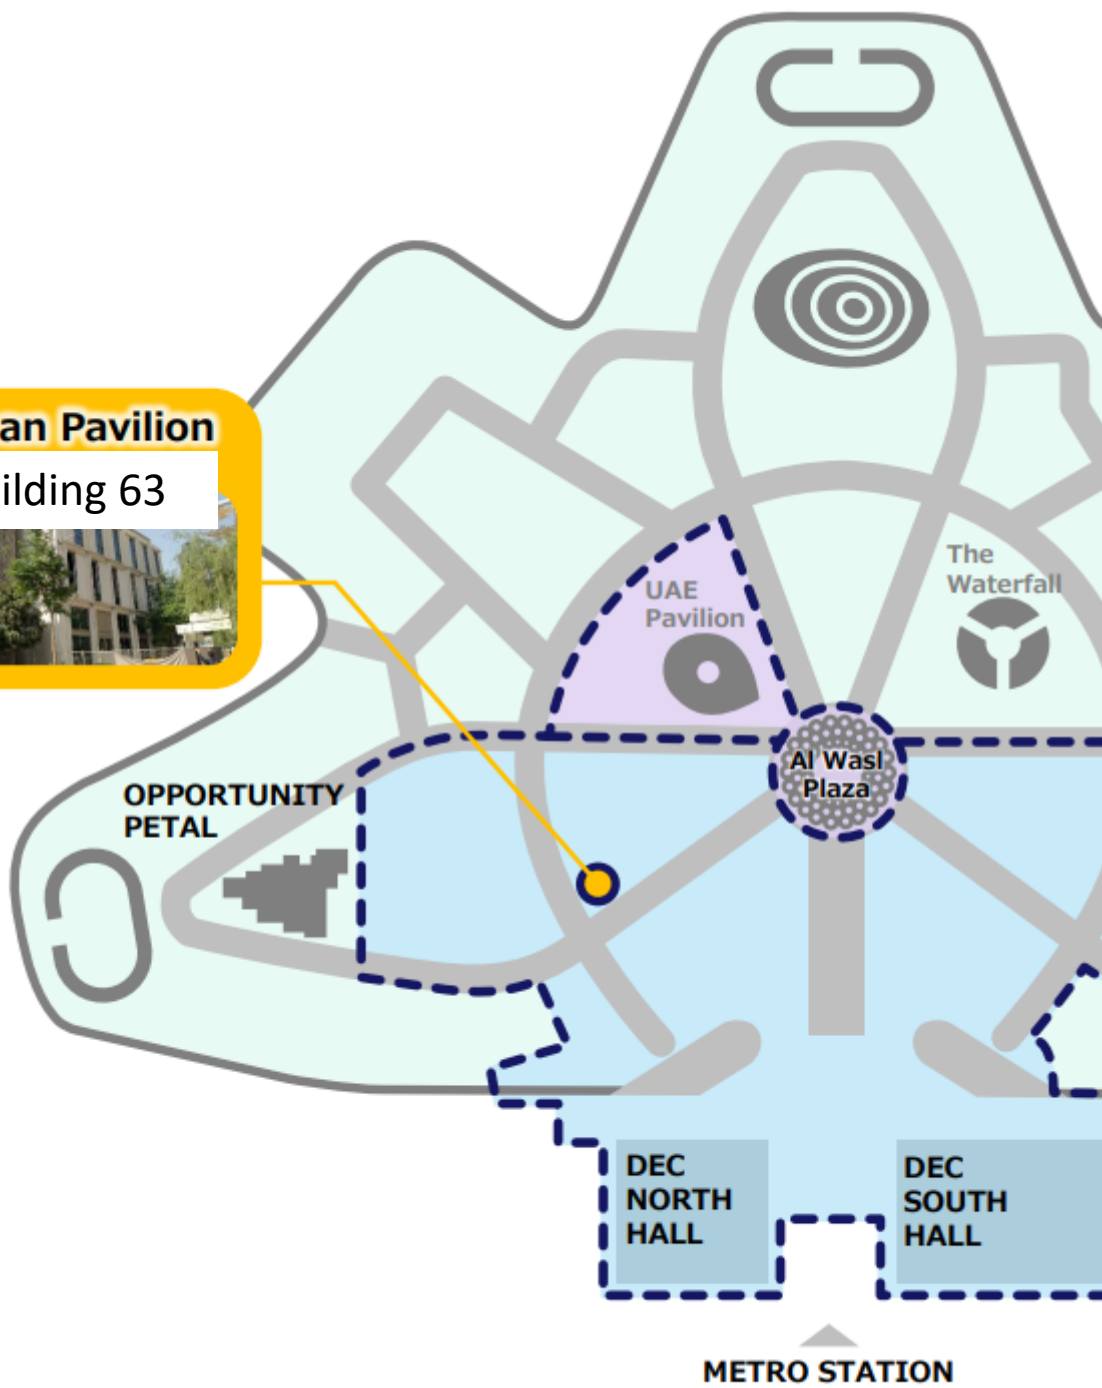 an Pavilion
ilding 63
UAE
Pavilion
The
Waterfall
Al Wasl
Plaza
OPPORTUNITY
PETAL
DEC
NORTH
HALL
DEC
SOUTH
HALL
METRO STATION